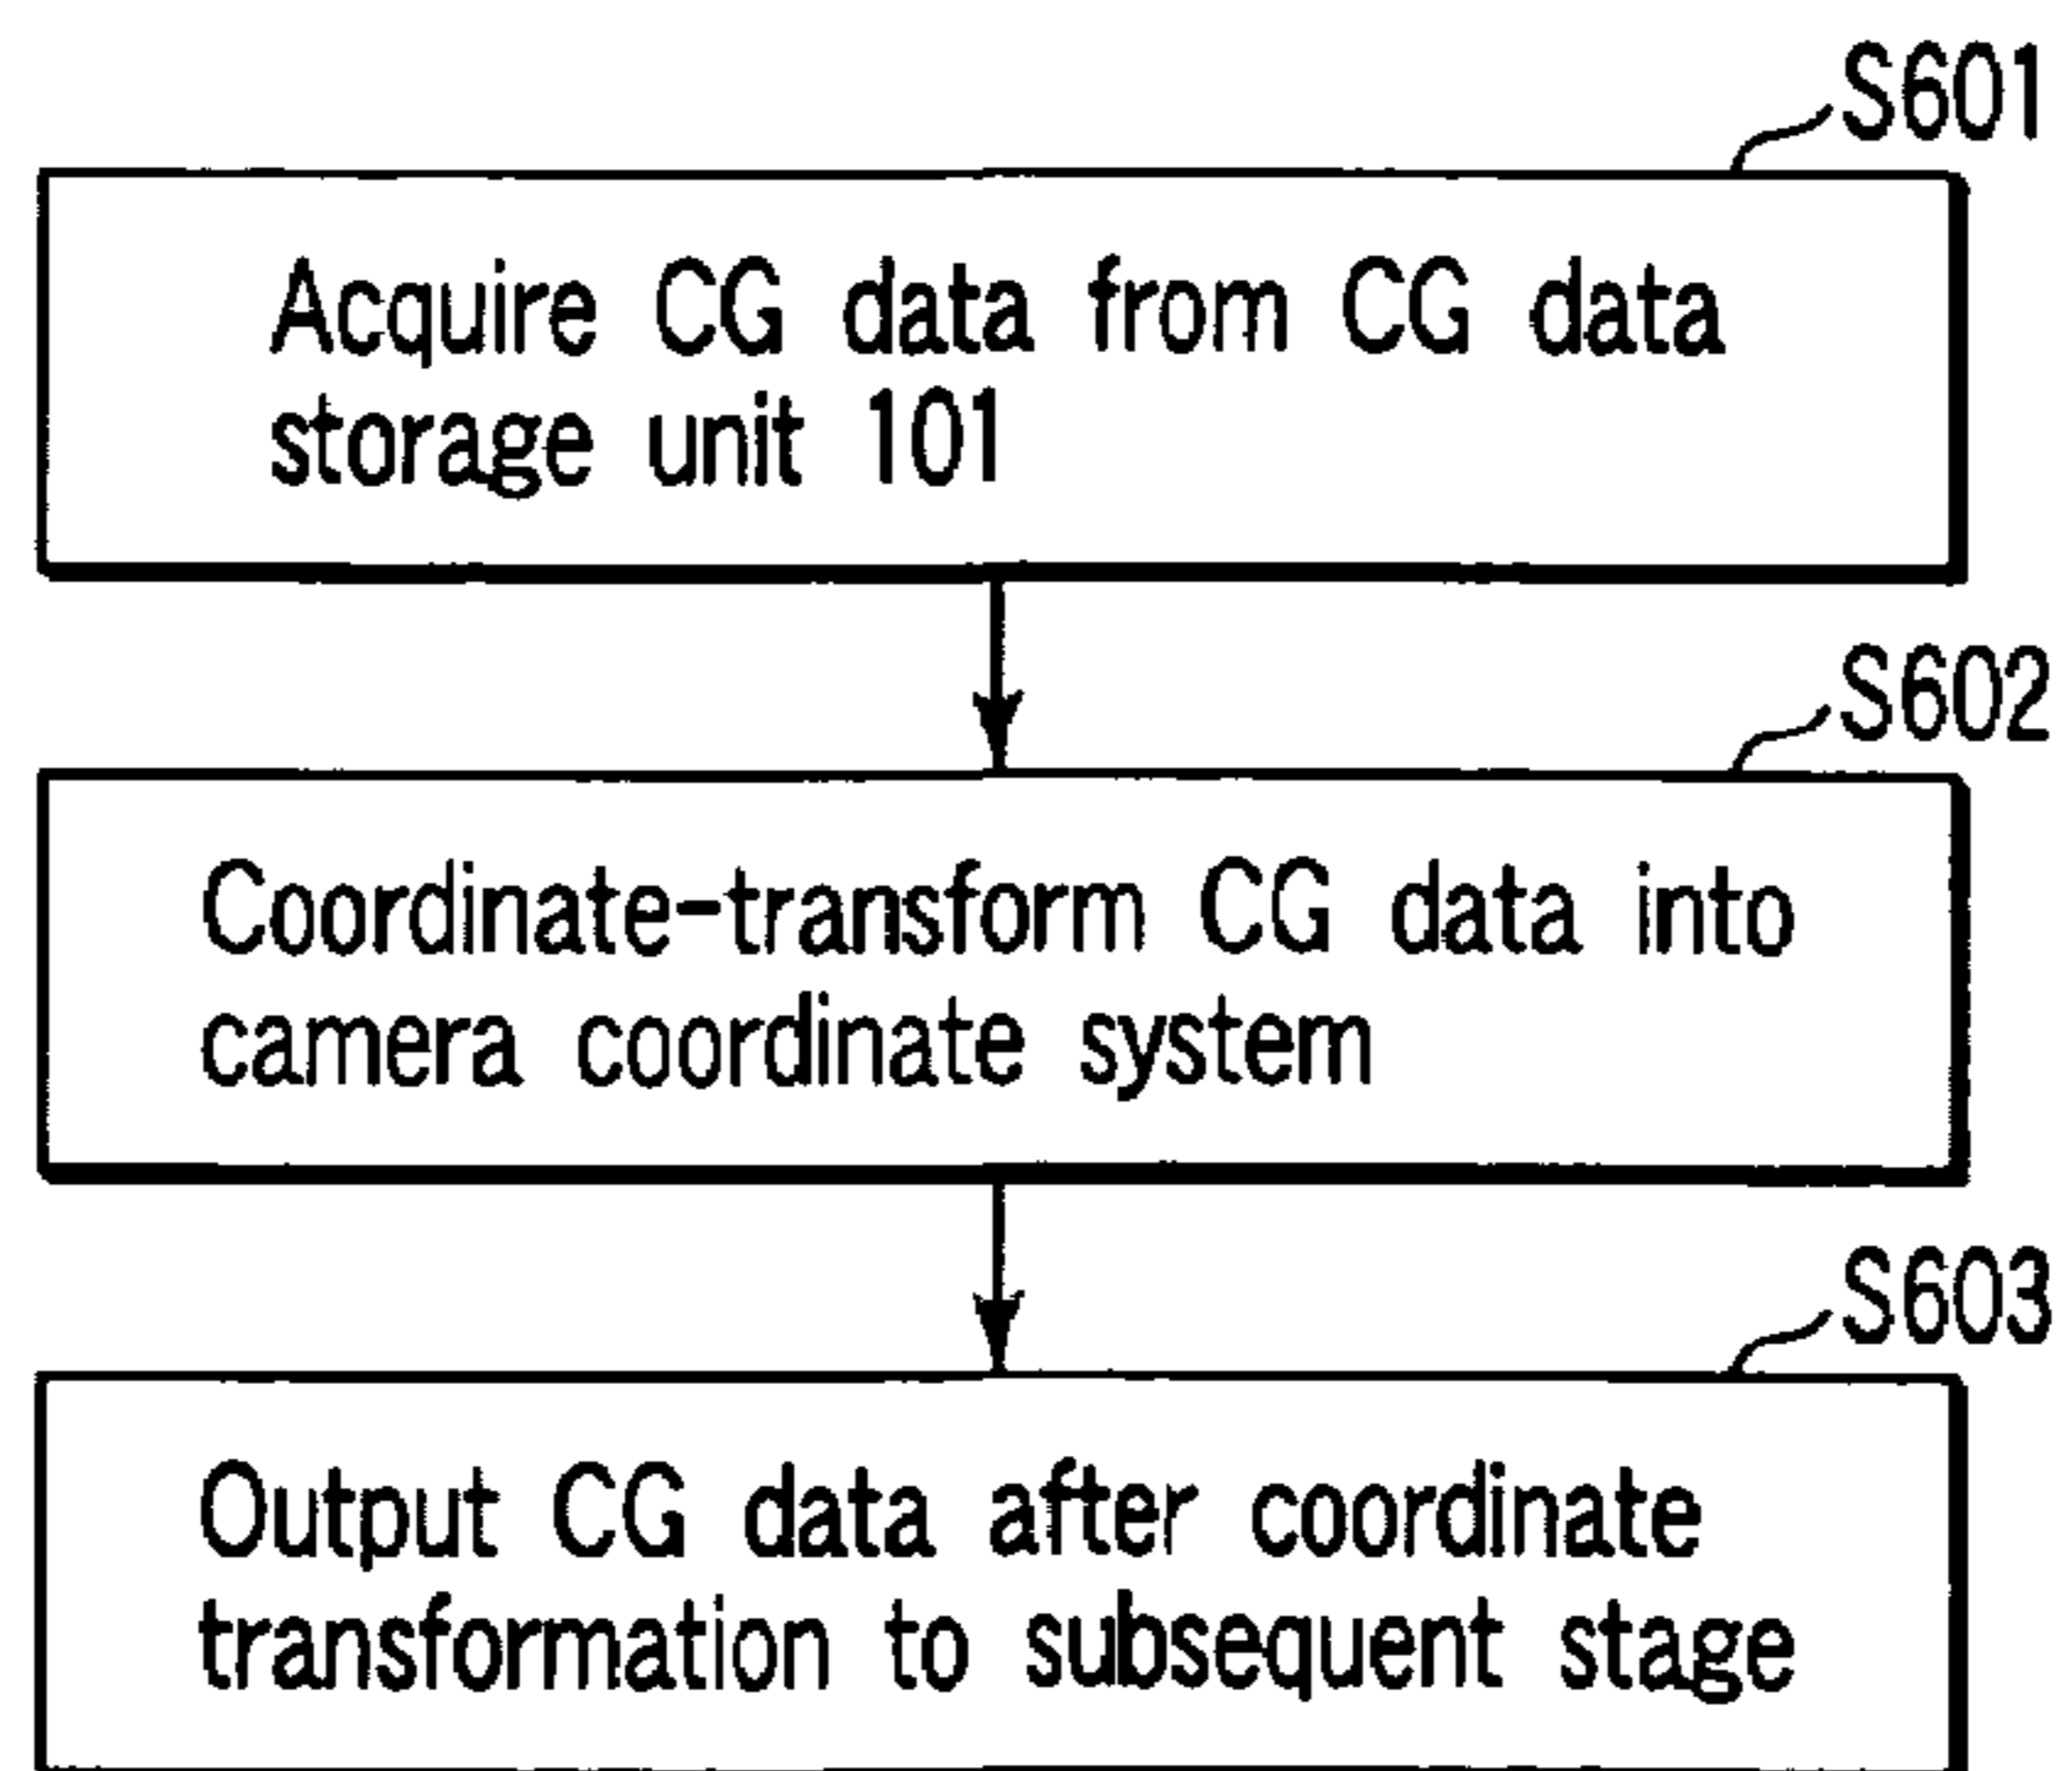 S601
Acquire CG data from CG data
storage unit 101
S602
Coordinate-transform CG data into
camera coordinate system
S603
Output CG data after coordinate
transformation to subsequent stage